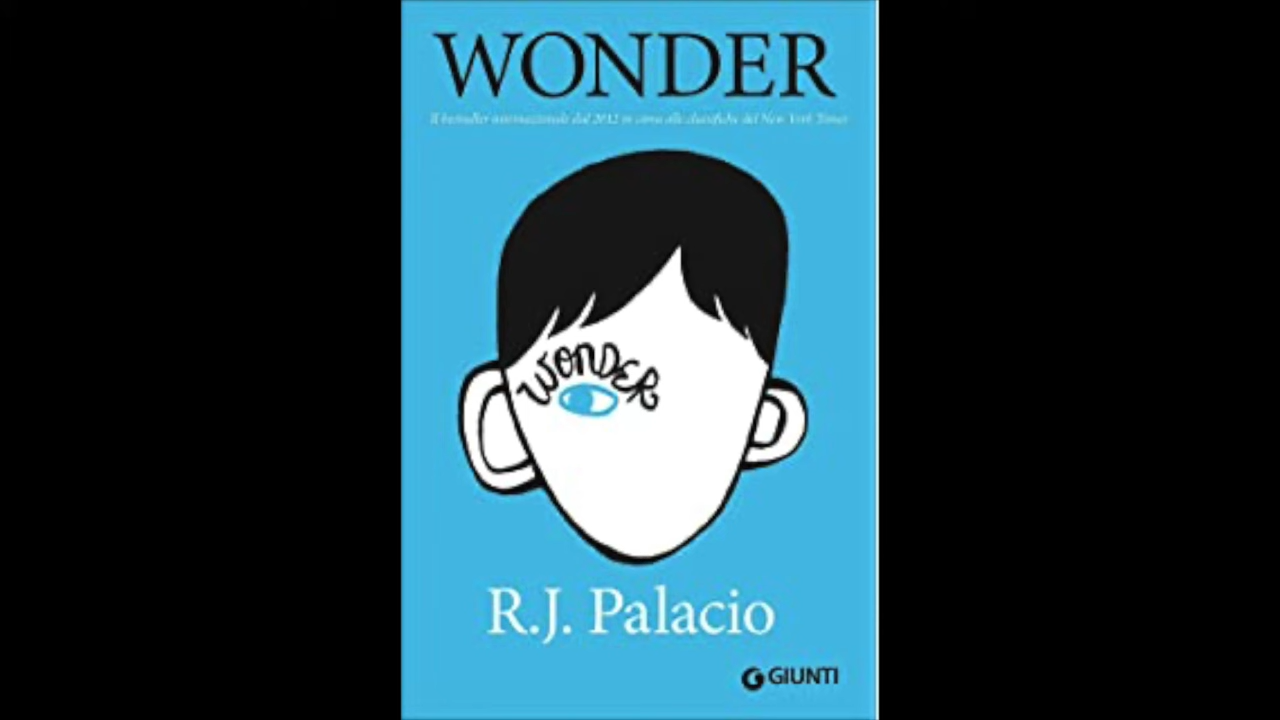 WONDER
Il bestseller internazionale dal 2012 in cima alle classifiche del New York Times
WONDER
R.J. Palacio
GIUNTI